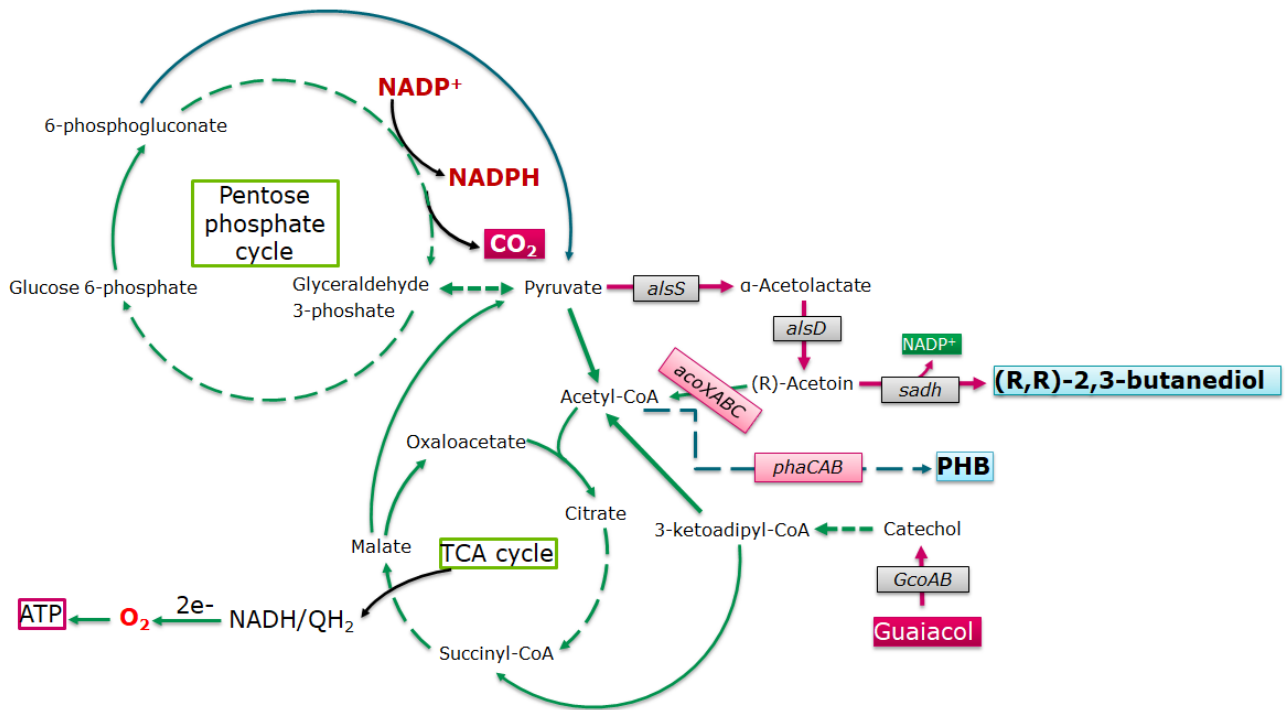 NADP⁺
6-phosphogluconate
NADPH
Pentose
phosphate
cycle
CO₂
Glucose 6-phosphate
Glyceraldehyde
3-phoshate
Pyruvate
alsS
α-Acetolactate
alsD
NADP⁺
acoXABC
(R)-Acetoin
sadh
(R,R)-2,3-butanediol
Acetyl-CoA
Oxaloacetate
phaCAB
PHB
Citrate
3-ketoadipyl-CoA
Catechol
Malate
TCA cycle
GcoAB
ATP
O₂
2e-
NADH/QH₂
Guaiacol
Succinyl-CoA